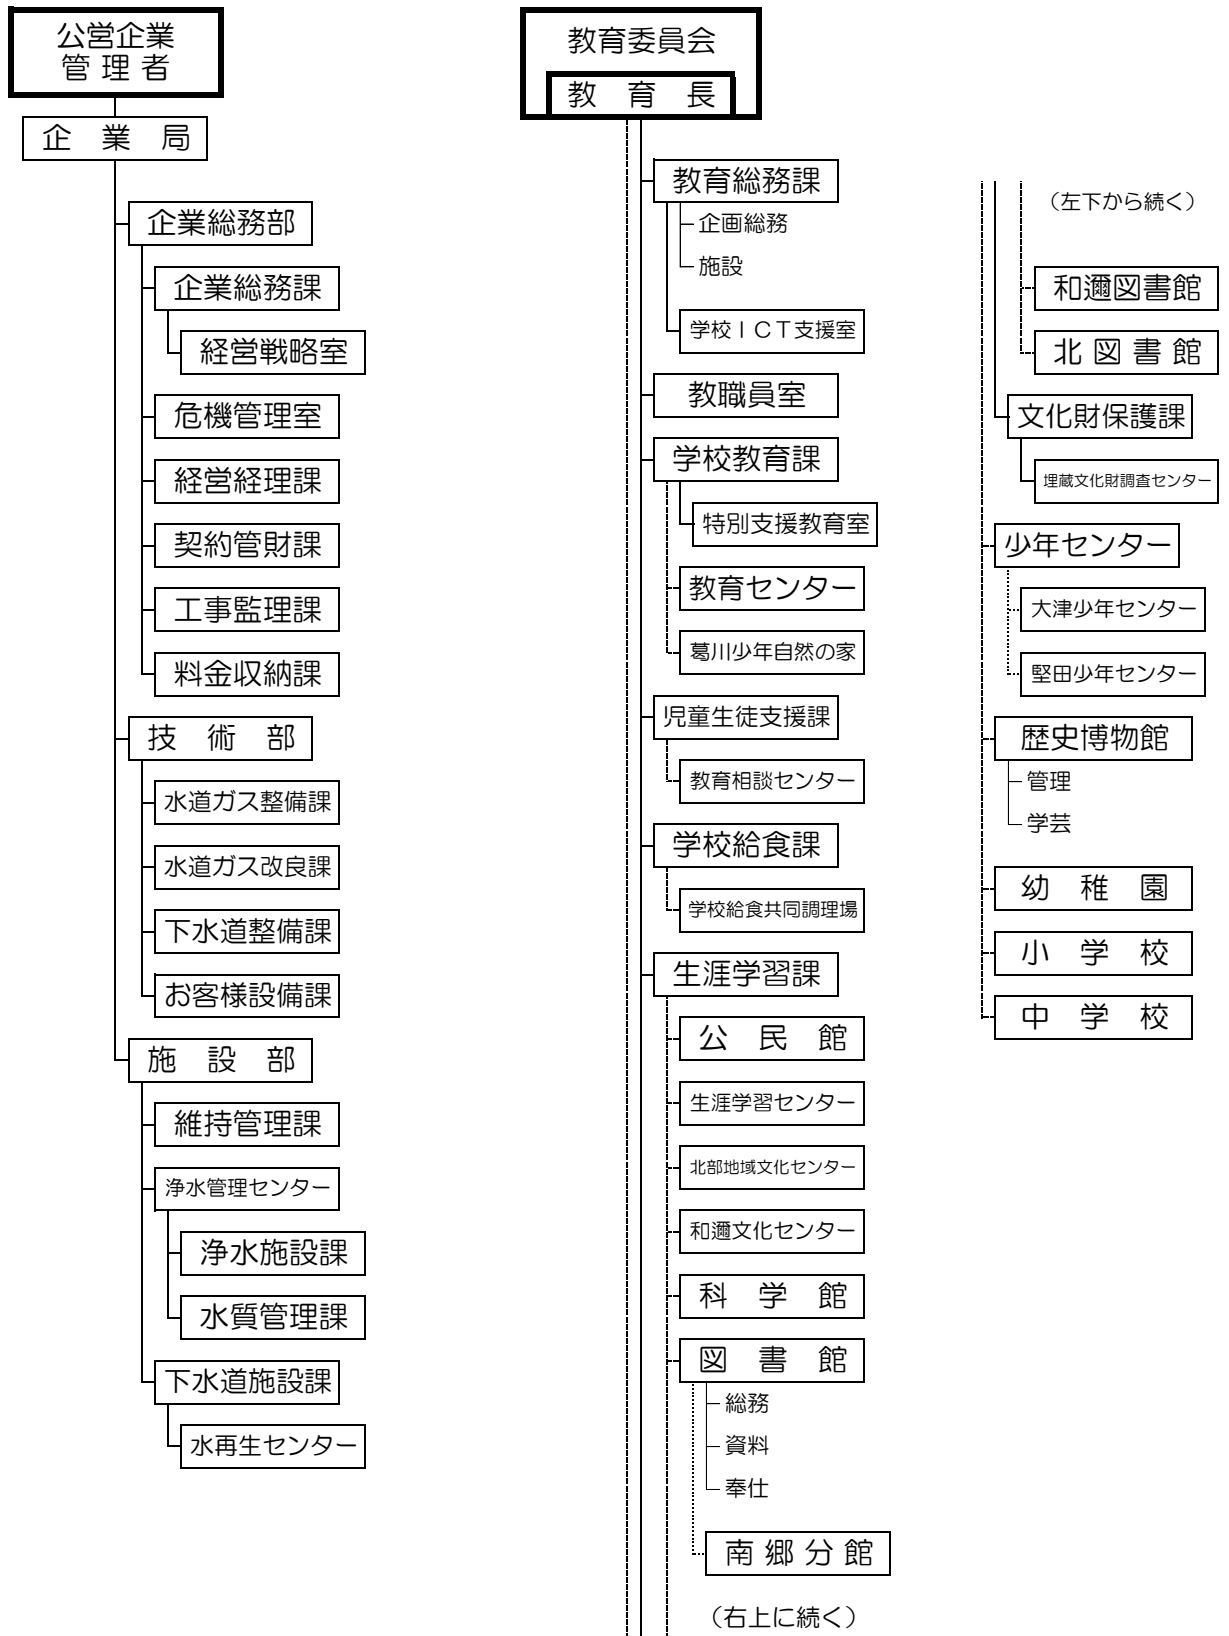 公営企業
管 理 者
企　業　局
企業総務部
企業総務課
経営戦略室
危機管理室
経営経理課
契約管財課
工事監理課
料金収納課
技　術　部
水道ガス整備課
水道ガス改良課
下水道整備課
お客様設備課
施　設　部
維持管理課
浄水管理センター
浄水施設課
水質管理課
下水道施設課
水再生センター
教育委員会
教　育　長
教育総務課
企画総務
施設
学校ＩＣＴ支援室
教職員室
学校教育課
特別支援教育室
教育センター
葛川少年自然の家
児童生徒支援課
教育相談センター
学校給食課
学校給食共同調理場
生涯学習課
公　民　館
生涯学習センター
北部地域文化センター
和邇文化センター
科　学　館
図　書　館
総務
資料
奉仕
南 郷 分 館
（右上に続く）
（左下から続く）
和邇図書館
北 図 書 館
文化財保護課
埋蔵文化財調査センター
少年センター
大津少年センター
堅田少年センター
歴史博物館
管理
学芸
幼　稚　園
小　学　校
中　学　校